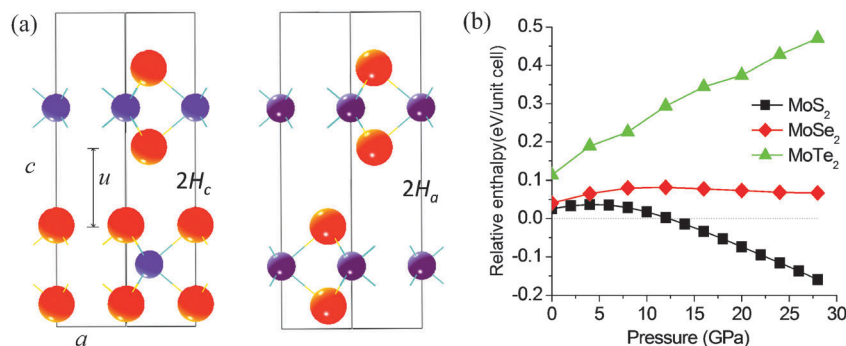 (a)
c
u
2Hc
a
2Ha
(b)
Relative enthalpy(eV/unit cell)
0.5
0.4
0.3
0.2
0.1
0.0
-0.1
-0.2
MoS2
MoSe2
MoTe2
0 5 10 15 20 25 30
Pressure (GPa)